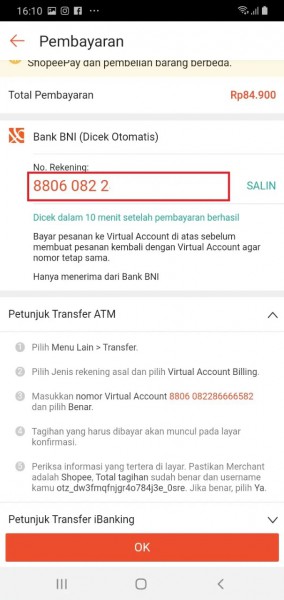 16:10
Pembayaran
ShopeePay dan pembelian barang berbeda.
Total Pembayaran Rp84.900
Bank BNI (Dicek Otomatis)
No. Rekening:
8806 082 2 SALIN
Dicek dalam 10 menit setelah pembayaran berhasil
Bayar pesanan ke Virtual Account di atas sebelum
membuat pesanan kembali dengan Virtual Account agar
nomor tetap sama.
Hanya menerima dari Bank BNI
Petunjuk Transfer ATM
1 Pilih Menu Lain > Transfer.
2 Pilih Jenis rekening asal dan pilih Virtual Account Billing.
3 Masukkan nomor Virtual Account 8806 082286666582
dan pilih Benar.
4 Tagihan yang harus dibayar akan muncul pada layar
konfirmasi.
5 Periksa informasi yang tertera di layar. Pastikan Merchant
adalah Shopee, Total tagihan sudah benar dan username
kamu otz_dw3fmqfnjgr4o784j3e_0sre. Jika benar, pilih Ya.
Petunjuk Transfer iBanking
OK